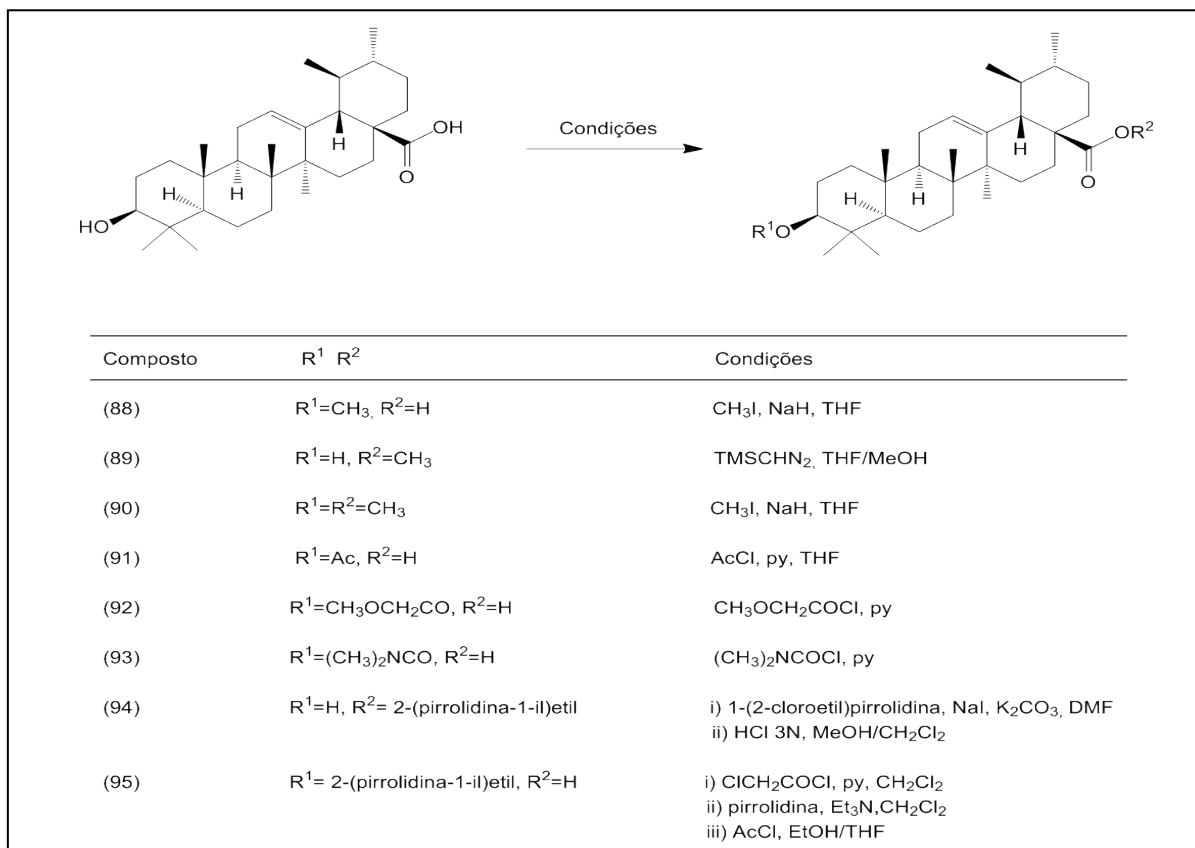 H
OH
O
H
H
HO
Condições
H
OR²
O
H
H
R¹O
Composto R¹ R² Condições
(88) R¹=CH₃, R²=H CH₃I, NaH, THF
(89) R¹=H, R²=CH₃ TMSCHN₂, THF/MeOH
(90) R¹=R²=CH₃ CH₃I, NaH, THF
(91) R¹=Ac, R²=H AcCl, py, THF
(92) R¹=CH₃OCH₂CO, R²=H CH₃OCH₂COCl, py
(93) R¹=(CH₃)₂NCO, R²=H (CH₃)₂NCOCl, py
(94) R¹=H, R²= 2-(pirrolidina-1-il)etil i) 1-(2-cloroetil)pirrolidina, NaI, K₂CO₃, DMF
ii) HCl 3N, MeOH/CH₂Cl₂
(95) R¹= 2-(pirrolidina-1-il)etil, R²=H i) ClCH₂COCl, py, CH₂Cl₂
ii) pirrolidina, Et₃N,CH₂Cl₂
iii) AcCl, EtOH/THF